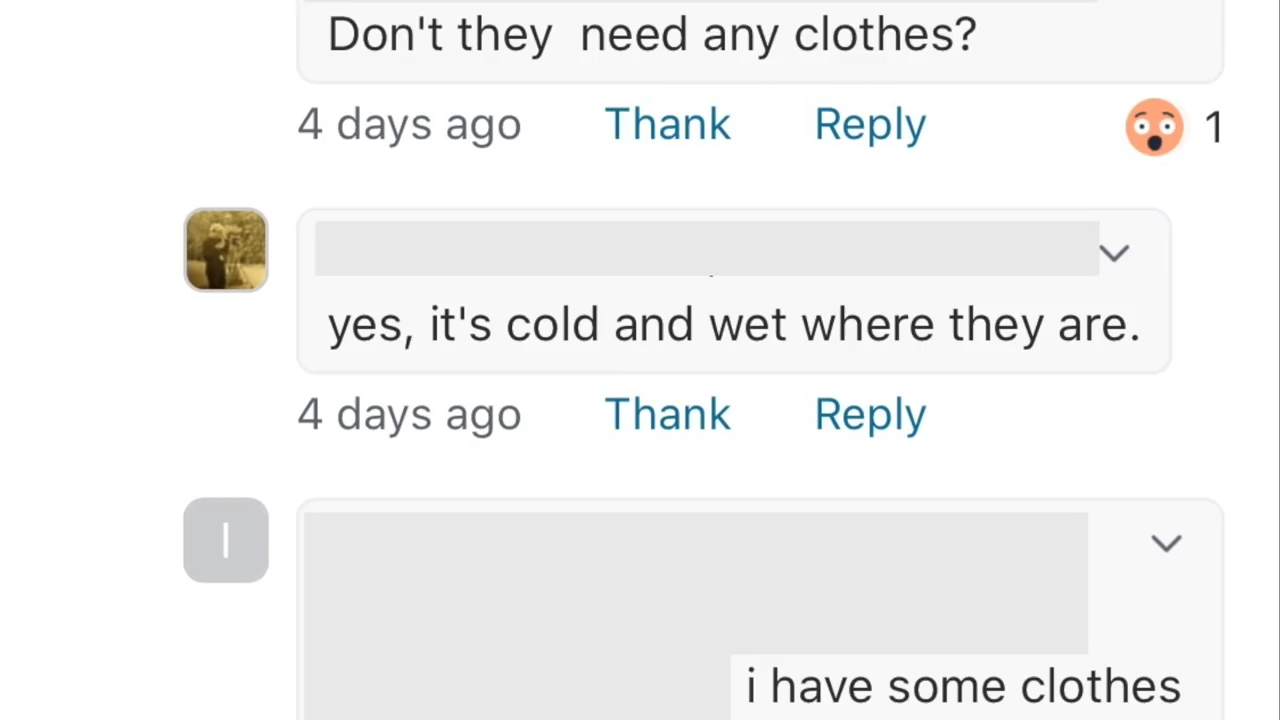 Don't they  need any clothes?
4 days ago Thank Reply 1
yes, it's cold and wet where they are.
4 days ago Thank Reply
I
i have some clothes